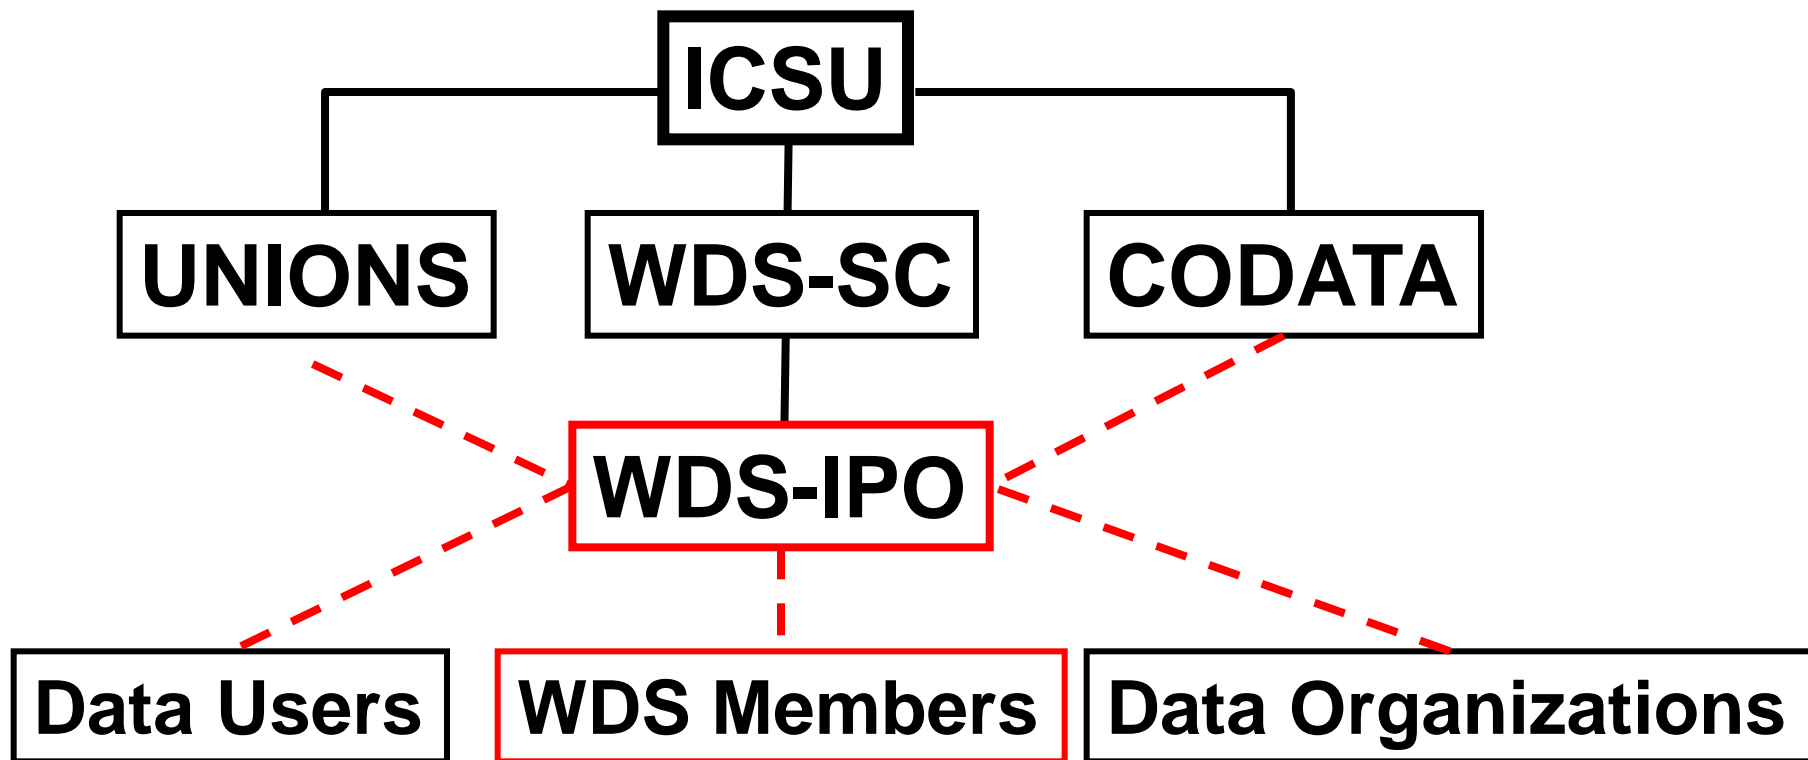 ICSU
UNIONS
WDS-SC
CODATA
WDS-IPO
Data Users
WDS Members
Data Organizations